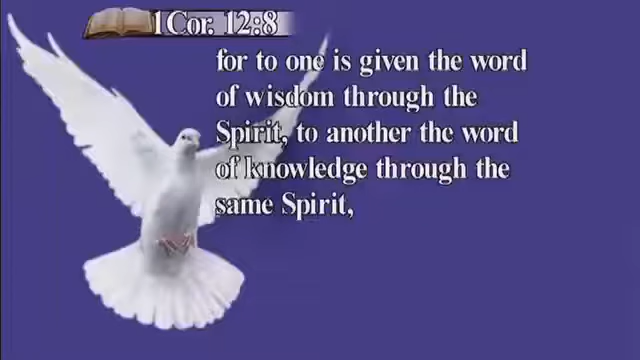 1Cor. 12:8
for to one is given the word
of wisdom through the
Spirit, to another the word
of knowledge through the
same Spirit,